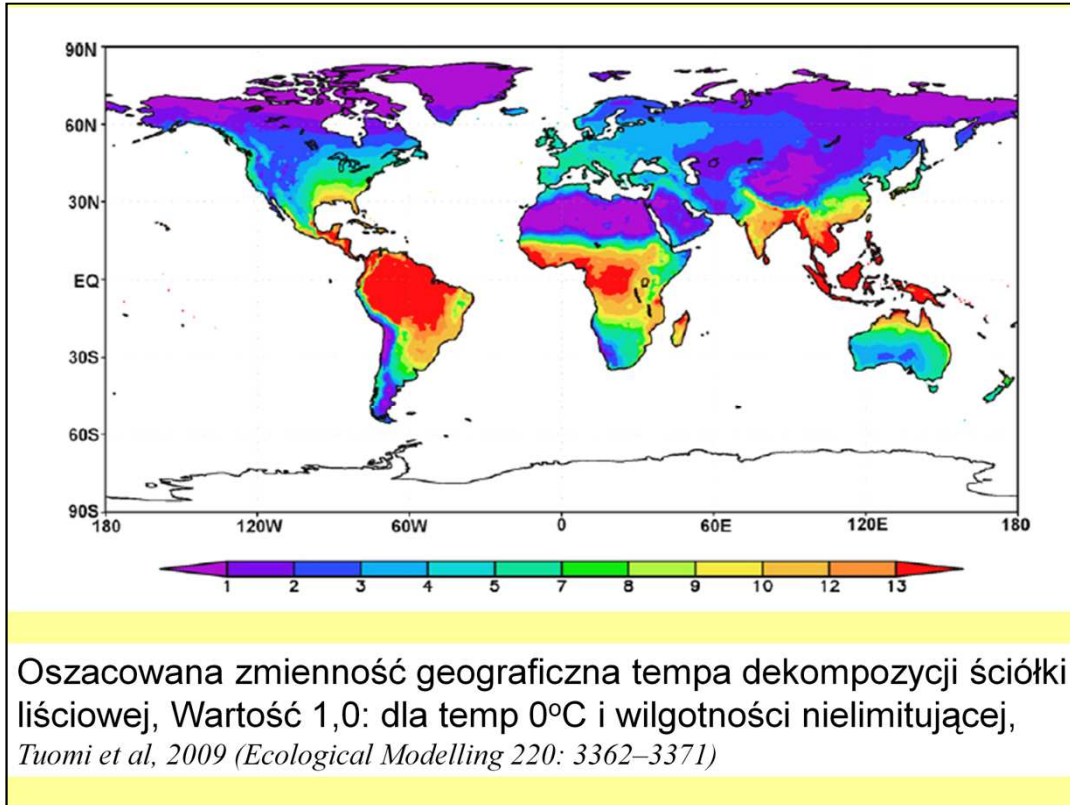 90N
60N
30N
EQ
30S
60S
90S
180 120W 60W 0 60E 120E 180
1 2 3 4 5 7 8 9 10 12 13
Oszacowana zmienność geograficzna tempa dekompozycji ściółki
liściowej, Wartość 1,0: dla temp 0ºC i wilgotności nielimitującej,
Tuomi et al, 2009 (Ecological Modelling 220: 3362–3371)